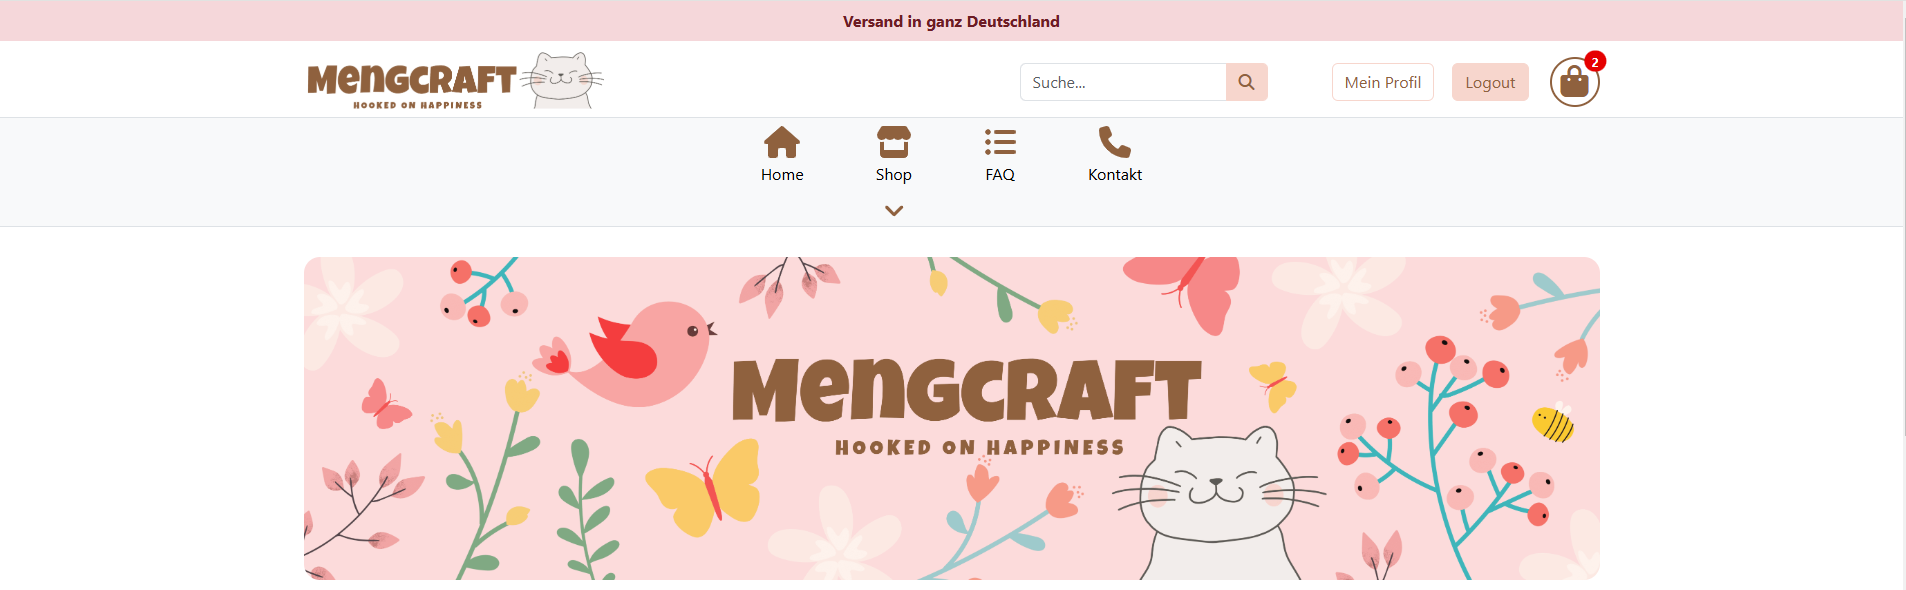 Versand in ganz Deutschland
MengCRAFT
HOOKED ON HAPPINESS
Suche...
Mein Profil
Logout
2
Home
Shop
FAQ
Kontakt
MengCRAFT
HOOKED ON HAPPINESS